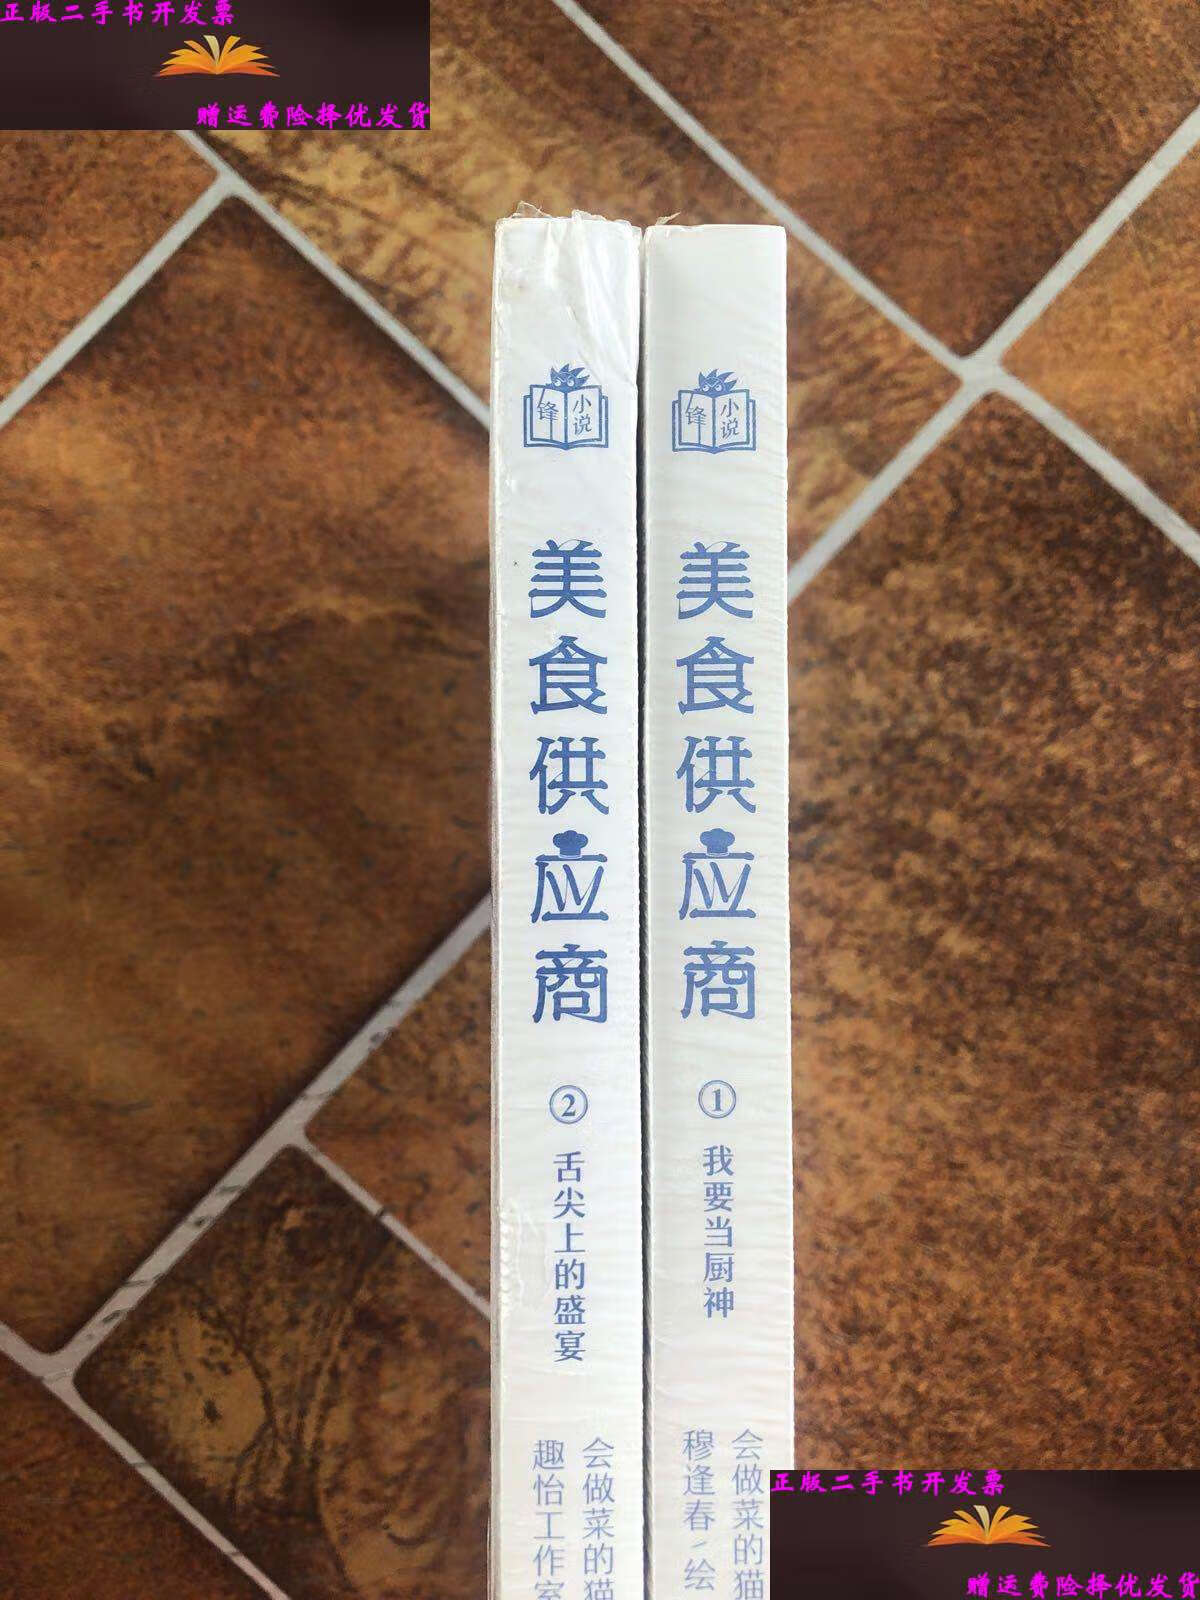 正版二手书开发票
赠运费险择优发货
锋
小说
美食供应商
2
舌尖上的盛宴
会做菜的猫
趣怡工作室
锋
小说
美食供应商
1
我要当厨神
会做菜的猫
穆逢春/绘
正版二手书开发票
赠运费险择优发货